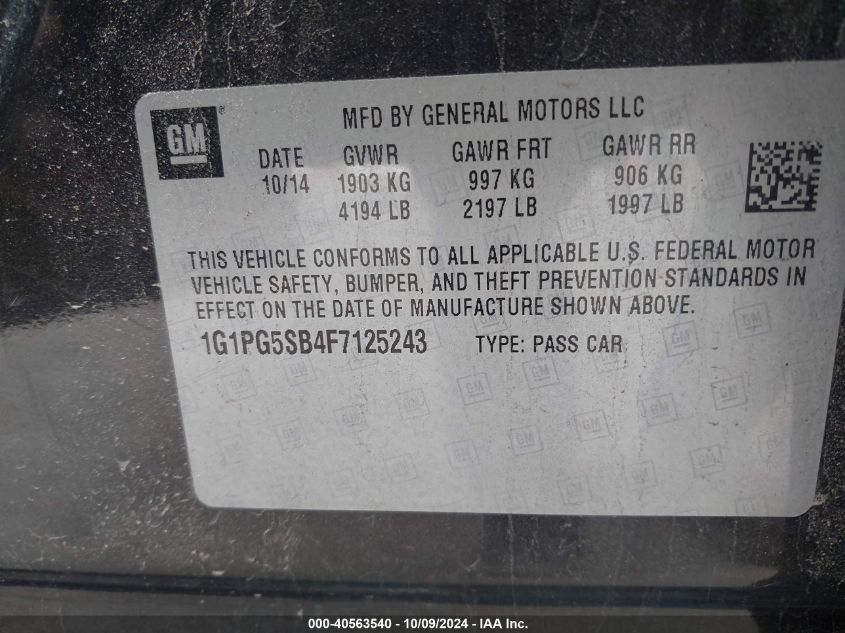 GM®
MFD BY GENERAL MOTORS LLC
DATE GVWR GAWR FRT GAWR RR
10/14 1903 KG 997 KG 906 KG
4194 LB 2197 LB 1997 LB
THIS VEHICLE CONFORMS TO ALL APPLICABLE U.S. FEDERAL MOTOR
VEHICLE SAFETY, BUMPER, AND THEFT PREVENTION STANDARDS IN
EFFECT ON THE DATE OF MANUFACTURE SHOWN ABOVE.
1G1PG5SB4F7125243 TYPE: PASS CAR
000-40563540 - 10/09/2024 - IAA Inc.